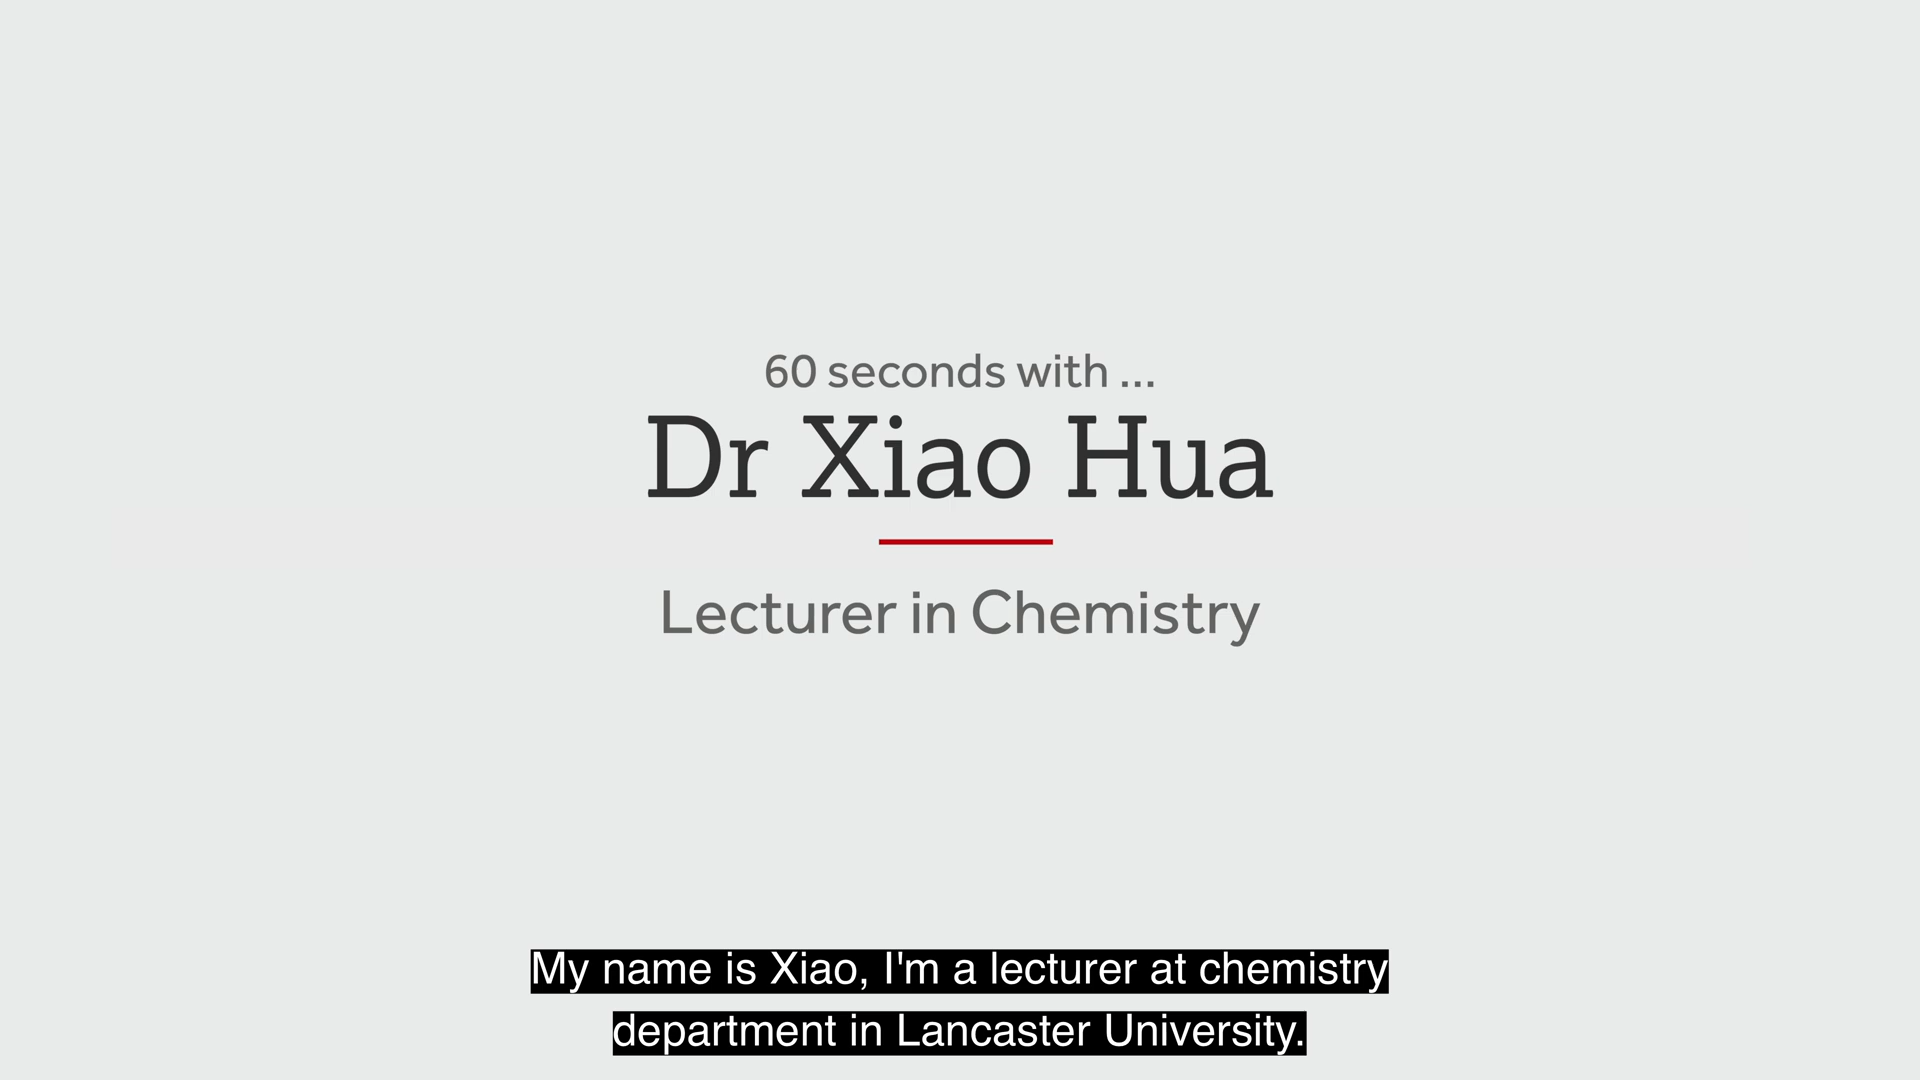 60 seconds with ...
Dr Xiao Hua
Lecturer in Chemistry
My name is Xiao, I'm a lecturer at chemistry
department in Lancaster University.